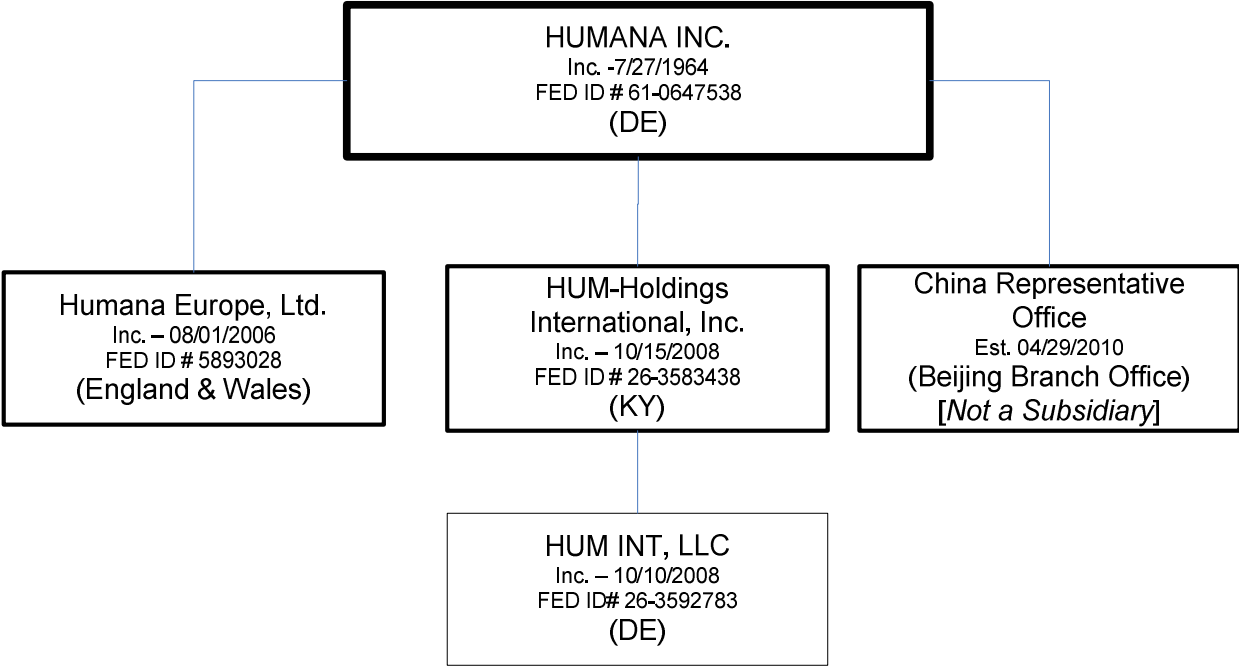 HUMANA INC.
Inc. -7/27/1964
FED ID # 61-0647538
(DE)
Humana Europe, Ltd.
Inc. – 08/01/2006
FED ID # 5893028
(England & Wales)
HUM-Holdings
International, Inc.
Inc. – 10/15/2008
FED ID # 26-3583438
(KY)
China Representative
Office
Est. 04/29/2010
(Beijing Branch Office)
[Not a Subsidiary]
HUM INT, LLC
Inc. – 10/10/2008
FED ID# 26-3592783
(DE)